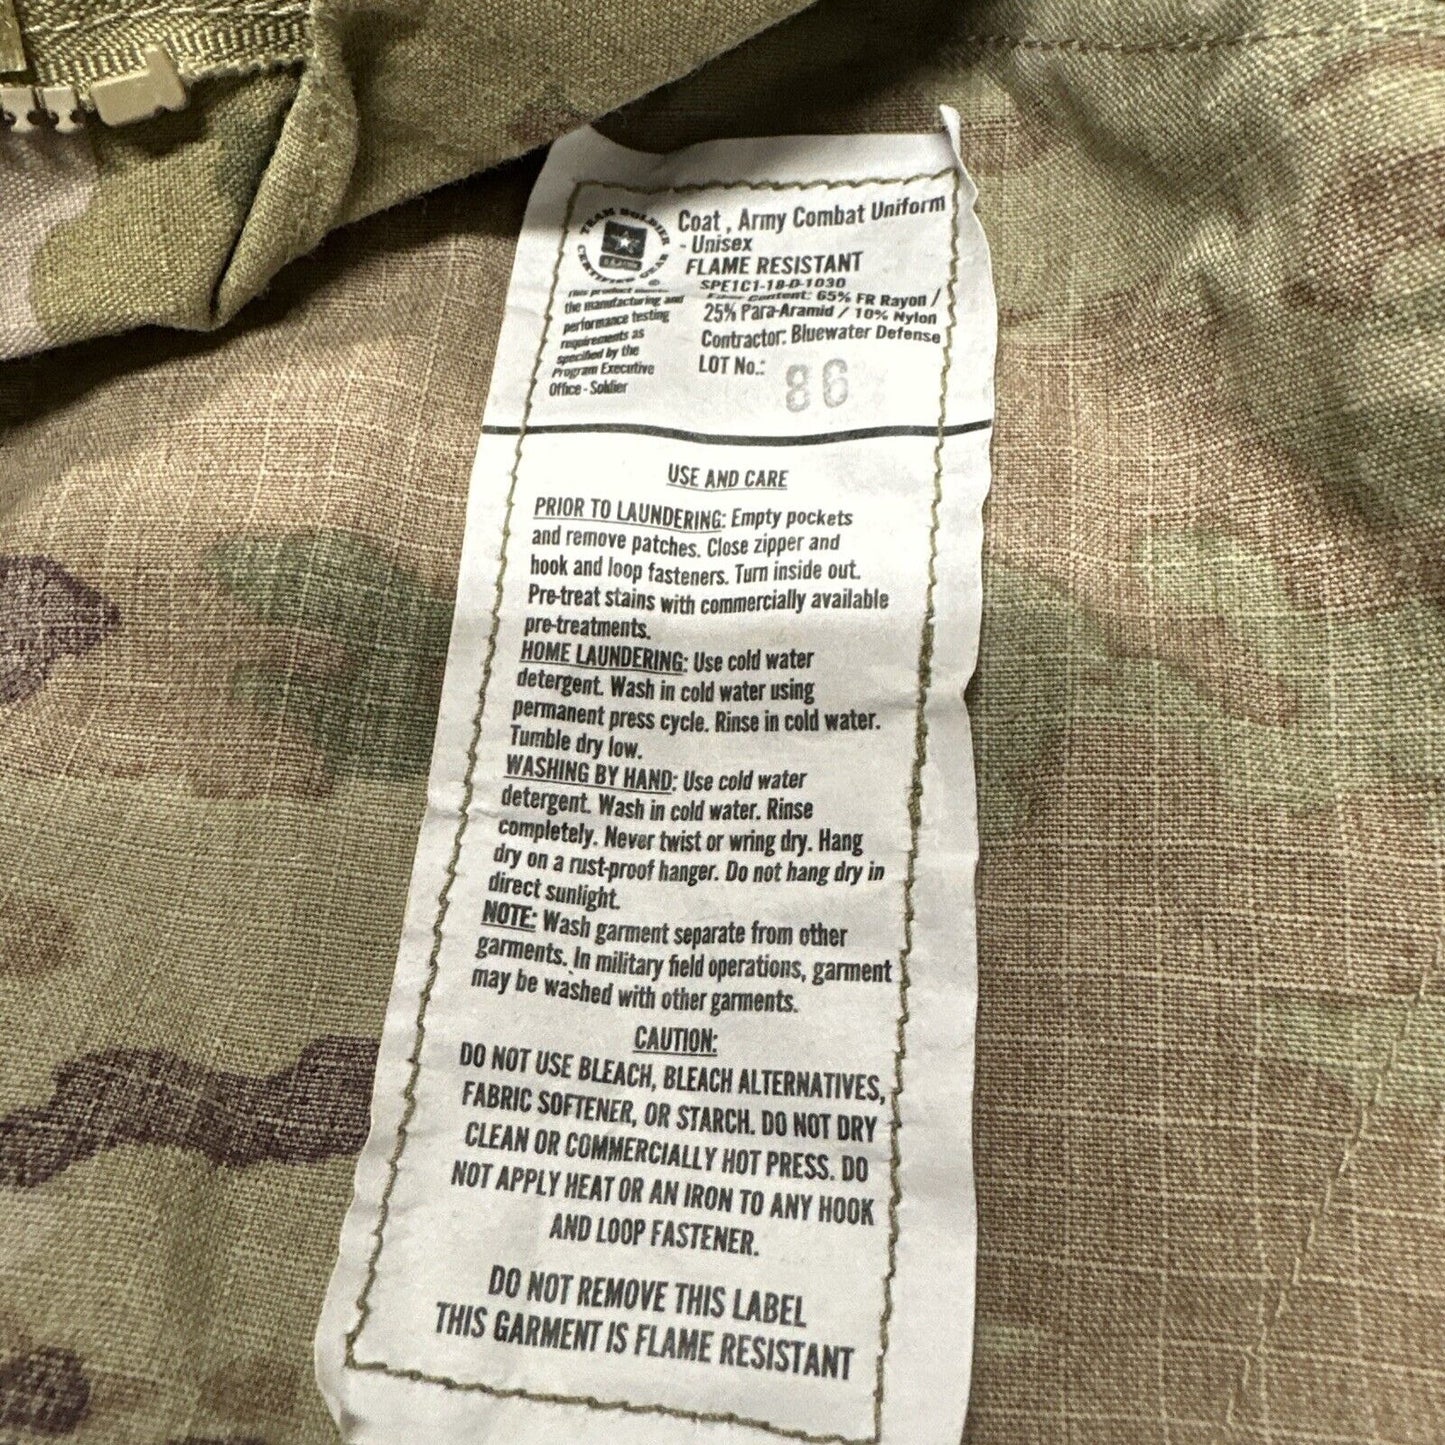 TEAM SOLDIER
CERTIFIED GEAR
Coat , Army Combat Uniform
- Unisex
FLAME RESISTANT
SPE1C1-18-D-1030
Fiber Content: 65% FR Rayon /
25% Para-Aramid / 10% Nylon
Contractor: Bluewater Defense
LOT No.: 86
This product meets
the manufacturing and
performance testing
requirements as
specified by the
Program Executive
Office - Soldier
USE AND CARE
PRIOR TO LAUNDERING: Empty pockets
and remove patches. Close zipper and
hook and loop fasteners. Turn inside out.
Pre-treat stains with commercially available
pre-treatments.
HOME LAUNDERING: Use cold water
detergent. Wash in cold water using
permanent press cycle. Rinse in cold water.
Tumble dry low.
WASHING BY HAND: Use cold water
detergent. Wash in cold water. Rinse
completely. Never twist or wring dry. Hang
dry on a rust-proof hanger. Do not hang dry in
direct sunlight.
NOTE: Wash garment separate from other
garments. In military field operations, garment
may be washed with other garments.
CAUTION:
DO NOT USE BLEACH, BLEACH ALTERNATIVES,
FABRIC SOFTENER, OR STARCH. DO NOT DRY
CLEAN OR COMMERCIALLY HOT PRESS. DO
NOT APPLY HEAT OR AN IRON TO ANY HOOK
AND LOOP FASTENER.
DO NOT REMOVE THIS LABEL
THIS GARMENT IS FLAME RESISTANT